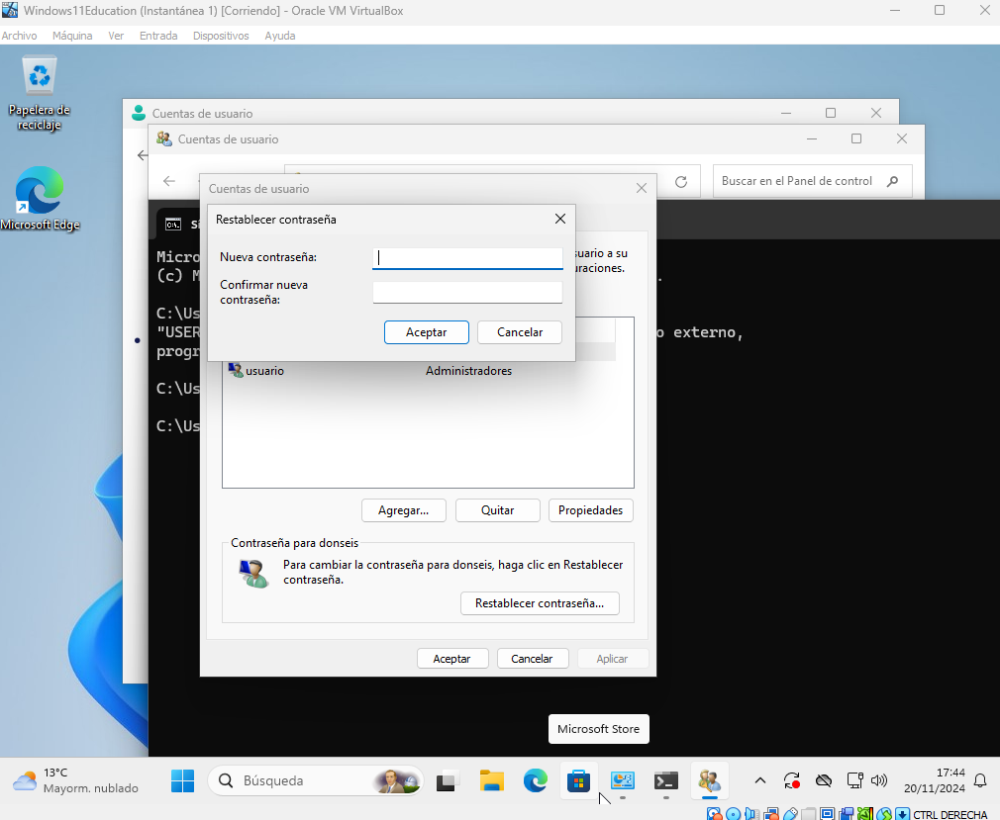 Windows11Education (Instantánea 1) [Corriendo] - Oracle VM VirtualBox
Archivo Máquina Ver Entrada Dispositivos Ayuda
Papelera de
reciclaje
Microsoft Edge
Cuentas de usuario
Cuentas de usuario
Buscar en el Panel de control
Cuentas de usuario
Restablecer contraseña
Nueva contraseña:
Confirmar nueva
contraseña:
Aceptar Cancelar
usuario a su
uraciones.
Micro
(c) M
C:\Us
"USER o externo,
progr
C:\Us
C:\Us
usuario Administradores
Agregar... Quitar Propiedades
Contraseña para donseis
Para cambiar la contraseña para donseis, haga clic en Restablecer
contraseña.
Restablecer contraseña...
Aceptar Cancelar Aplicar
Microsoft Store
13°C
Mayorm. nublado
Búsqueda
17:44
20/11/2024
CTRL DERECHA